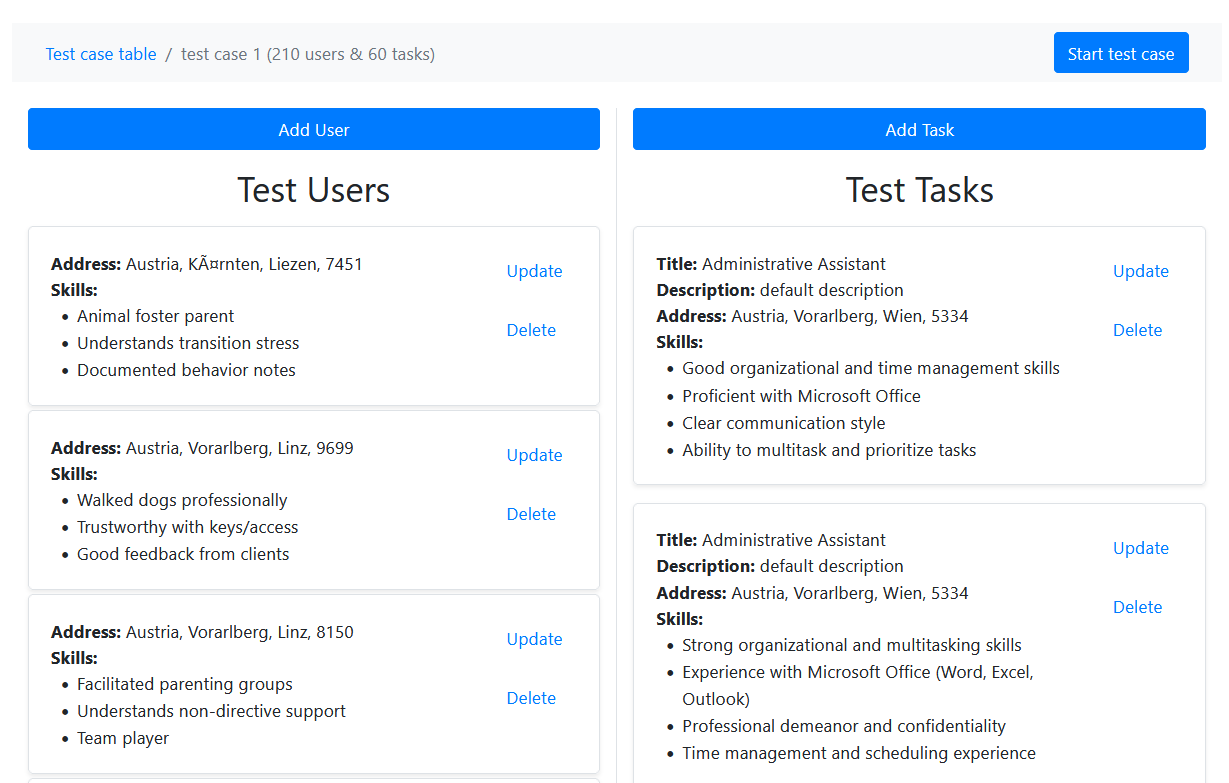 Test case table / test case 1 (210 users & 60 tasks)
Start test case
Add User
Test Users
Address: Austria, KÃ¤rnten, Liezen, 7451
Skills:
• Animal foster parent
• Understands transition stress
• Documented behavior notes
Update
Delete
Address: Austria, Vorarlberg, Linz, 9699
Skills:
• Walked dogs professionally
• Trustworthy with keys/access
• Good feedback from clients
Update
Delete
Address: Austria, Vorarlberg, Linz, 8150
Skills:
• Facilitated parenting groups
• Understands non-directive support
• Team player
Update
Delete
Add Task
Test Tasks
Title: Administrative Assistant
Description: default description
Address: Austria, Vorarlberg, Wien, 5334
Skills:
• Good organizational and time management skills
• Proficient with Microsoft Office
• Clear communication style
• Ability to multitask and prioritize tasks
Update
Delete
Title: Administrative Assistant
Description: default description
Address: Austria, Vorarlberg, Wien, 5334
Skills:
• Strong organizational and multitasking skills
• Experience with Microsoft Office (Word, Excel,
Outlook)
• Professional demeanor and confidentiality
• Time management and scheduling experience
Update
Delete